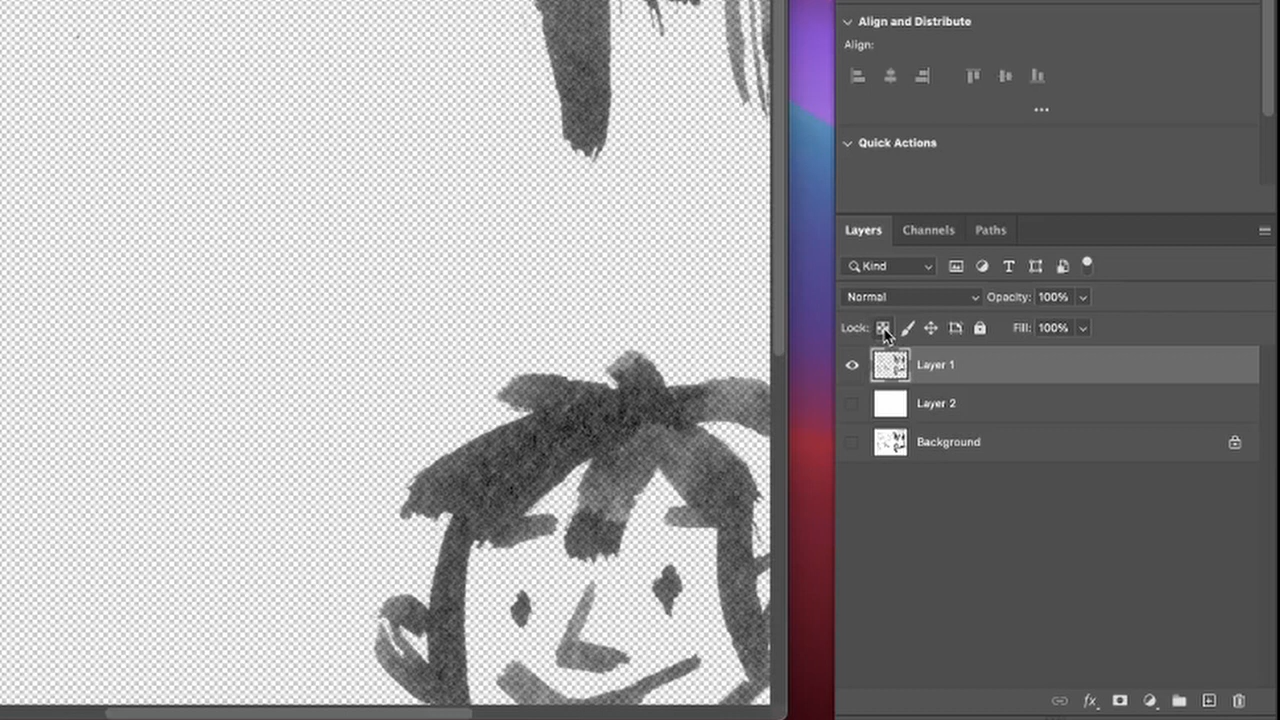 Align and Distribute
Align:
Quick Actions
Layers Channels Paths
Kind
Normal Opacity: 100%
Lock: Fill: 100%
Layer 1
Layer 2
Background